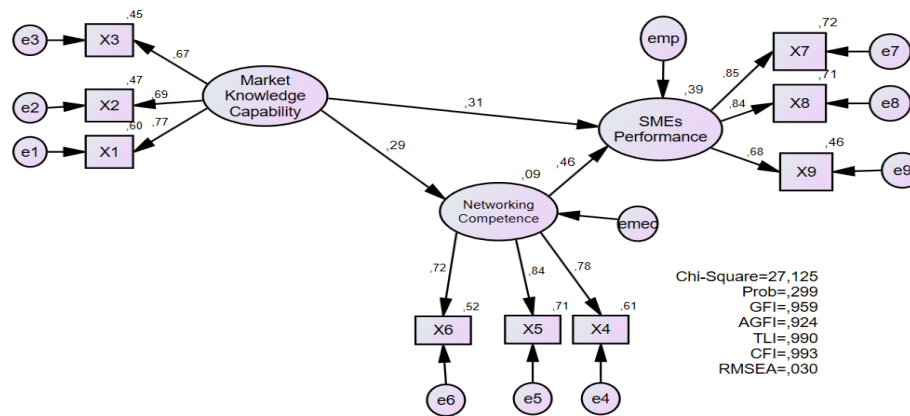 ,45
e3
X3
,67
,47
e2
X2
,69
,60
e1
X1
,77
Market
Knowledge
Capability
,31
,29
emp
,39
SMEs
Performance
,85
,72
X7
e7
,84
,71
X8
e8
,68
,46
X9
e9
,46
,09
Networking
Competence
emed
,72
,84
,78
,52
X6
,71
X5
,61
X4
e6
e5
e4
Chi-Square=27,125
Prob=,299
GFI=,959
AGFI=,924
TLI=,990
CFI=,993
RMSEA=,030